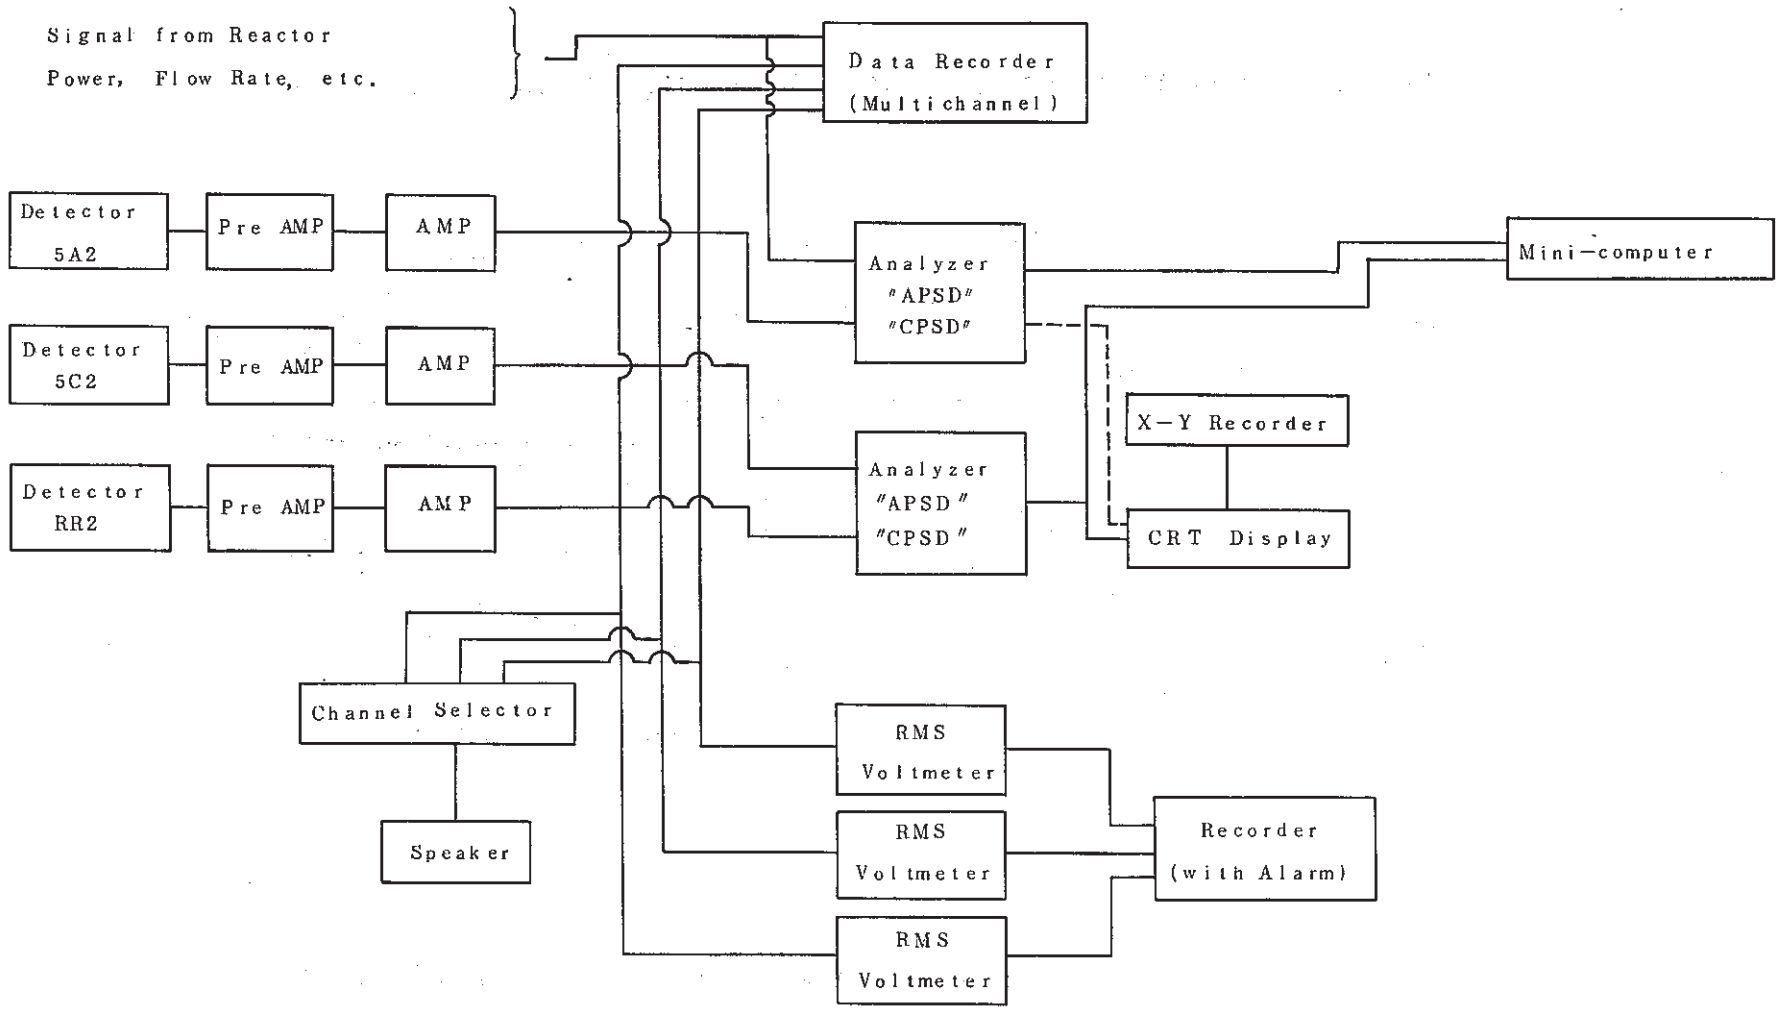 Signal from Reactor
Power, Flow Rate, etc.
Data Recorder
(Multichannel)
Detector
5A2
Pre AMP
AMP
Analyzer
"APSD"
"CPSD"
Mini-computer
Detector
5C2
Pre AMP
AMP
X-Y Recorder
Detector
RR2
Pre AMP
AMP
Analyzer
"APSD"
"CPSD"
CRT Display
Channel Selector
Speaker
RMS
Voltmeter
RMS
Voltmeter
Recorder
(with Alarm)
RMS
Voltmeter